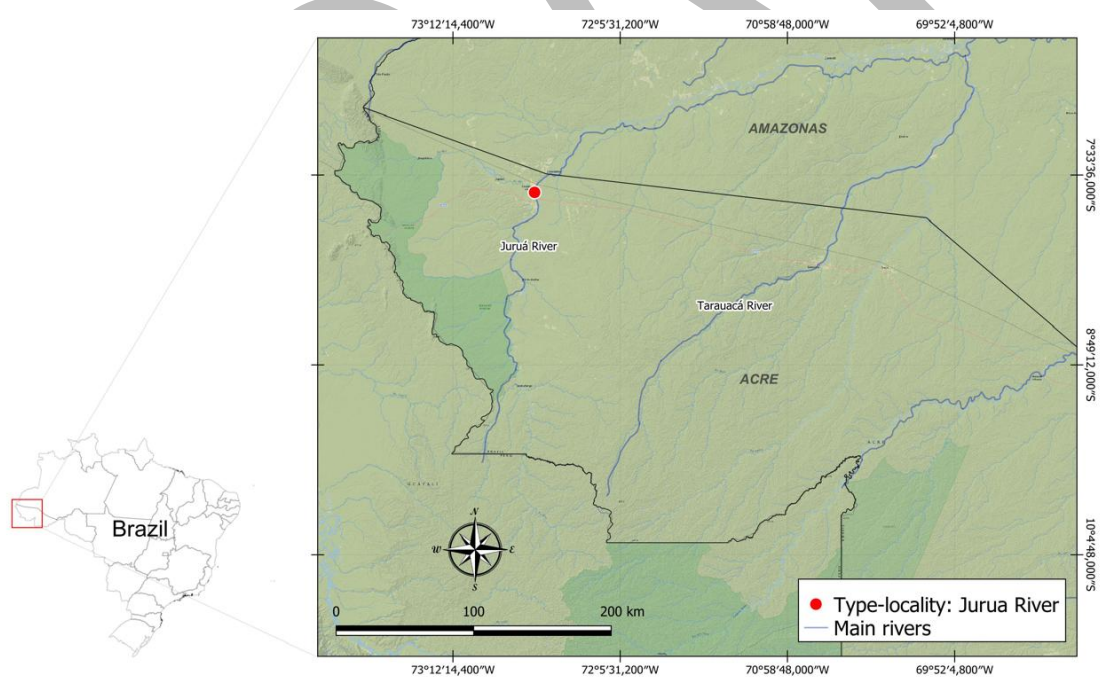 73°12′14,400″W
72°5′31,200″W
70°58′48,000″W
69°52′4,800″W
AMAZONAS
7°33′36,000″S
Juruá River
Tarauacá River
8°49′12,000″S
ACRE
Brazil
N
W
E
S
10°4′48,000″S
0
100
200 km
Type-locality: Jurua River
Main rivers
73°12′14,400″W
72°5′31,200″W
70°58′48,000″W
69°52′4,800″W